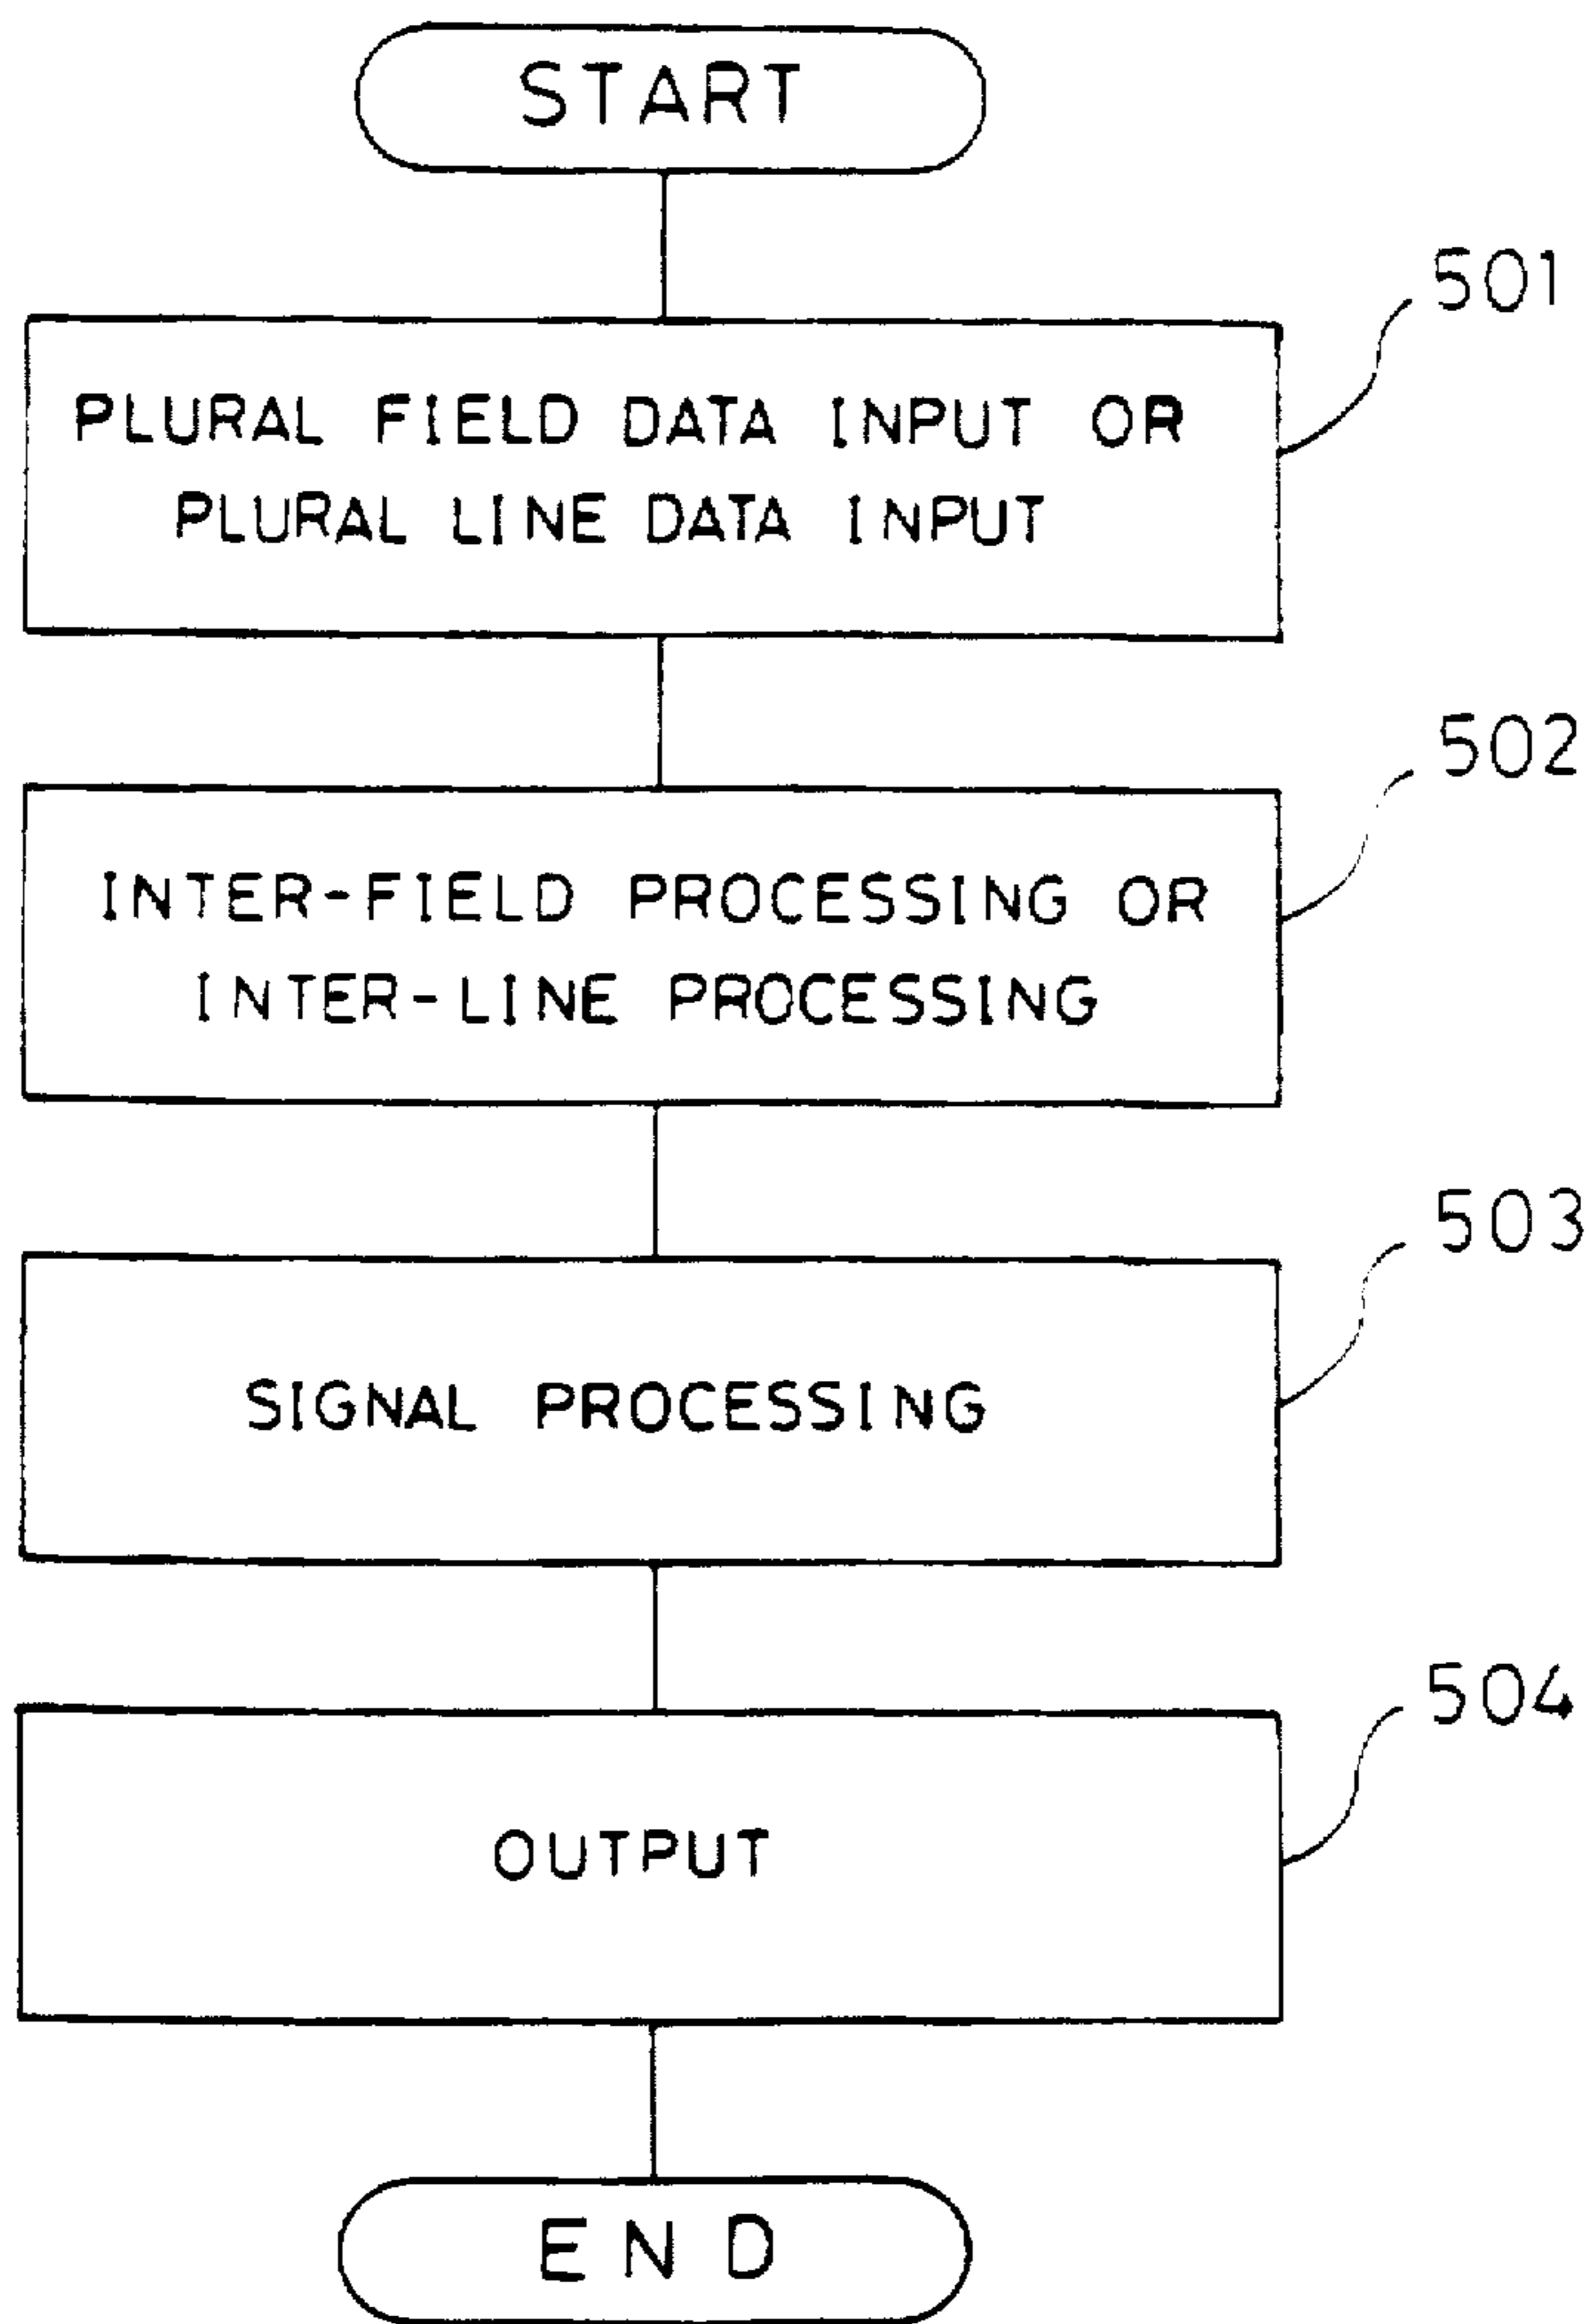 START
501
PLURAL FIELD DATA INPUT OR
PLURAL LINE DATA INPUT
502
INTER-FIELD PROCESSING OR
INTER-LINE PROCESSING
503
SIGNAL PROCESSING
504
OUTPUT
END